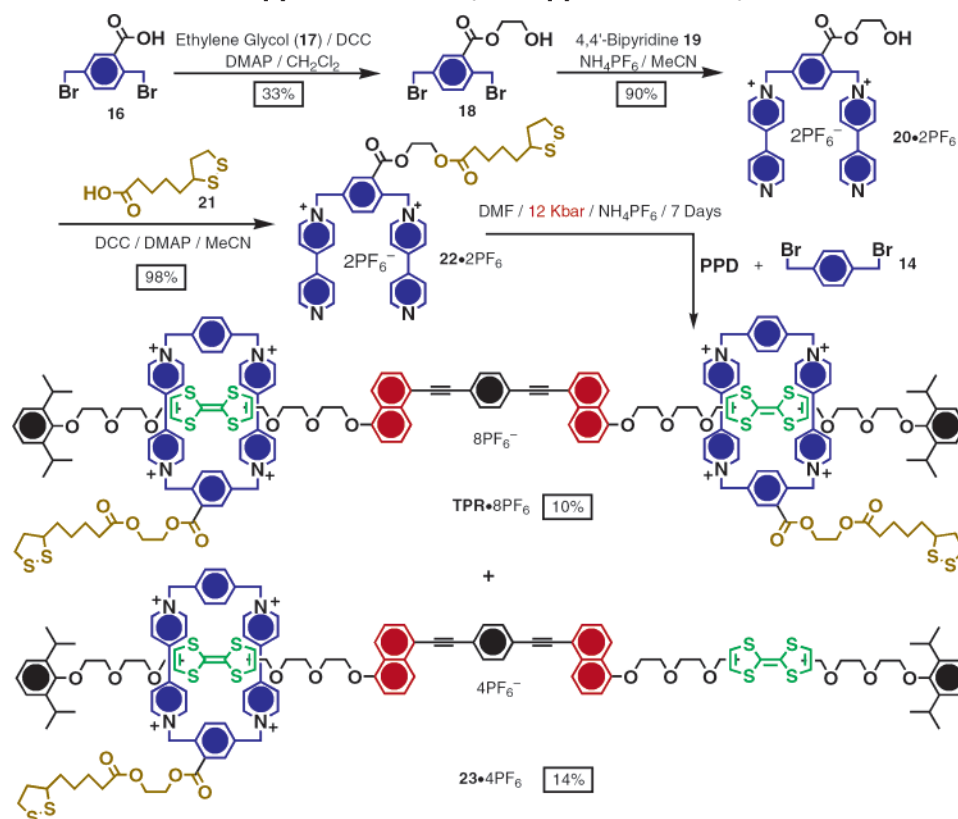 OH
O
Br
Br
16
Ethylene Glycol (17) / DCC
DMAP / CH₂Cl₂
33%
O
O
OH
Br
Br
18
4,4'-Bipyridine 19
NH₄PF₆ / MeCN
90%
O
O
OH
+
+
N
N
2PF₆⁻
N
N
20•2PF₆
HO
O
S
S
21
DCC / DMAP / MeCN
98%
O
O
O
O
S
S
+
+
N
N
2PF₆⁻
N
N
22•2PF₆
DMF / 12 Kbar / NH₄PF₆ / 7 Days
PPD +
Br
Br
14
+
+
N
N
S
S
S
S
O
O
O
O
O
O
N
N
+
+
O
O
O
O
S
S
8PF₆⁻
TPR•8PF₆
10%
+
+
N
N
S
S
S
S
O
O
O
O
O
O
N
N
+
+
O
O
O
O
S
S
+
+
+
N
N
S
S
S
S
O
O
O
O
O
O
N
N
+
+
O
O
O
O
S
S
4PF₆⁻
S
S
S
S
O
O
O
O
O
O
23•4PF₆
14%